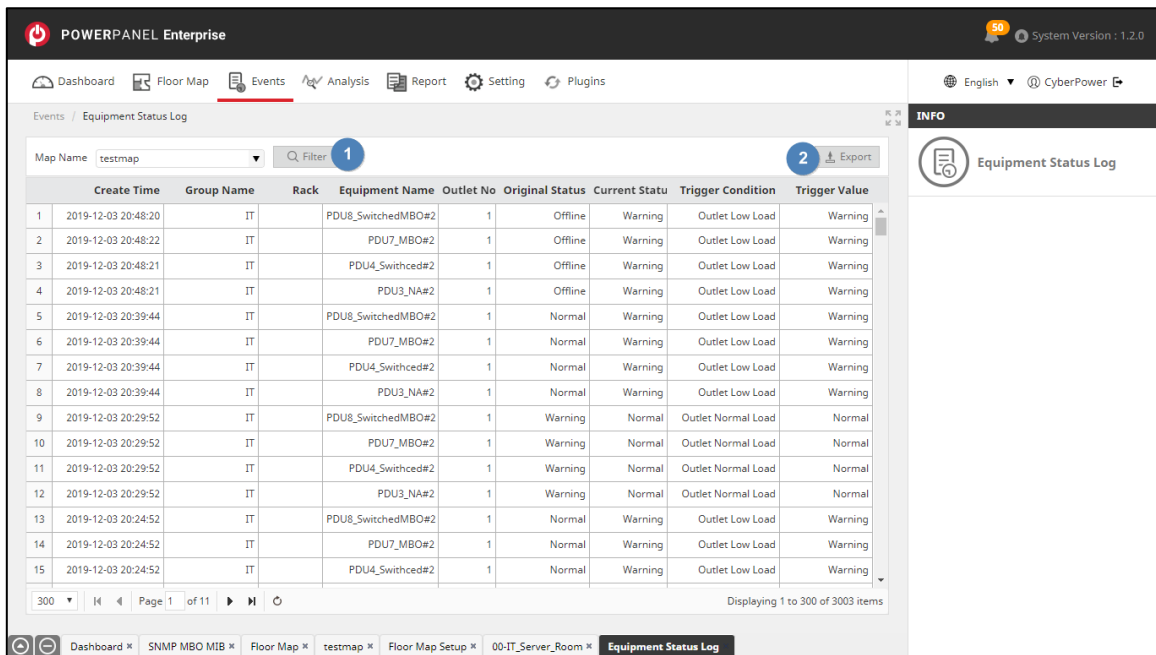 POWERPANEL Enterprise
50
System Version : 1.2.0
Dashboard Floor Map Events Analysis Report Setting Plugins
English CyberPower
Events / Equipment Status Log
INFO
Map Name testmap Filter 1 2 Export
Equipment Status Log
Create Time Group Name Rack Equipment Name Outlet No Original Status Current Statu Trigger Condition Trigger Value
1 2019-12-03 20:48:20 IT PDU8_SwitchedMBO#2 1 Offline Warning Outlet Low Load Warning
2 2019-12-03 20:48:22 IT PDU7_MBO#2 1 Offline Warning Outlet Low Load Warning
3 2019-12-03 20:48:21 IT PDU4_Swithced#2 1 Offline Warning Outlet Low Load Warning
4 2019-12-03 20:48:21 IT PDU3_NA#2 1 Offline Warning Outlet Low Load Warning
5 2019-12-03 20:39:44 IT PDU8_SwitchedMBO#2 1 Normal Warning Outlet Low Load Warning
6 2019-12-03 20:39:44 IT PDU7_MBO#2 1 Normal Warning Outlet Low Load Warning
7 2019-12-03 20:39:44 IT PDU4_Swithced#2 1 Normal Warning Outlet Low Load Warning
8 2019-12-03 20:39:44 IT PDU3_NA#2 1 Normal Warning Outlet Low Load Warning
9 2019-12-03 20:29:52 IT PDU8_SwitchedMBO#2 1 Warning Normal Outlet Normal Load Normal
10 2019-12-03 20:29:52 IT PDU7_MBO#2 1 Warning Normal Outlet Normal Load Normal
11 2019-12-03 20:29:52 IT PDU4_Swithced#2 1 Warning Normal Outlet Normal Load Normal
12 2019-12-03 20:29:52 IT PDU3_NA#2 1 Warning Normal Outlet Normal Load Normal
13 2019-12-03 20:24:52 IT PDU8_SwitchedMBO#2 1 Normal Warning Outlet Low Load Warning
14 2019-12-03 20:24:52 IT PDU7_MBO#2 1 Normal Warning Outlet Low Load Warning
15 2019-12-03 20:24:52 IT PDU4_Swithced#2 1 Normal Warning Outlet Low Load Warning
300 Page 1 of 11 Displaying 1 to 300 of 3003 items
Dashboard × SNMP MBO MIB × Floor Map × testmap × Floor Map Setup × 00-IT_Server_Room × Equipment Status Log